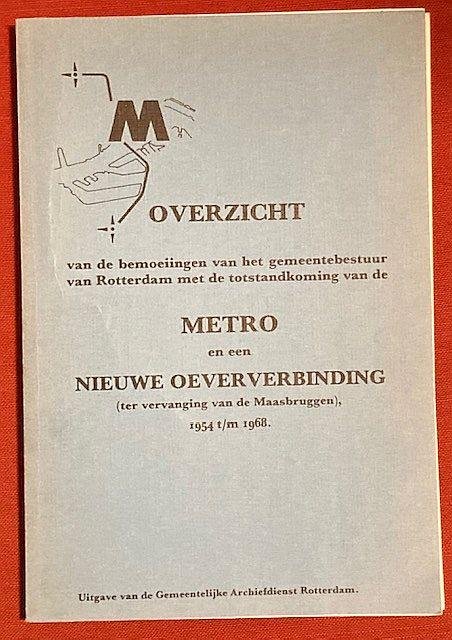 M
OVERZICHT
van de bemoeiingen van het gemeentebestuur
van Rotterdam met de totstandkoming van de
METRO
en een
NIEUWE OEVERVERBINDING
(ter vervanging van de Maasbruggen),
1954 t/m 1968.
Uitgave van de Gemeentelijke Archiefdienst Rotterdam.